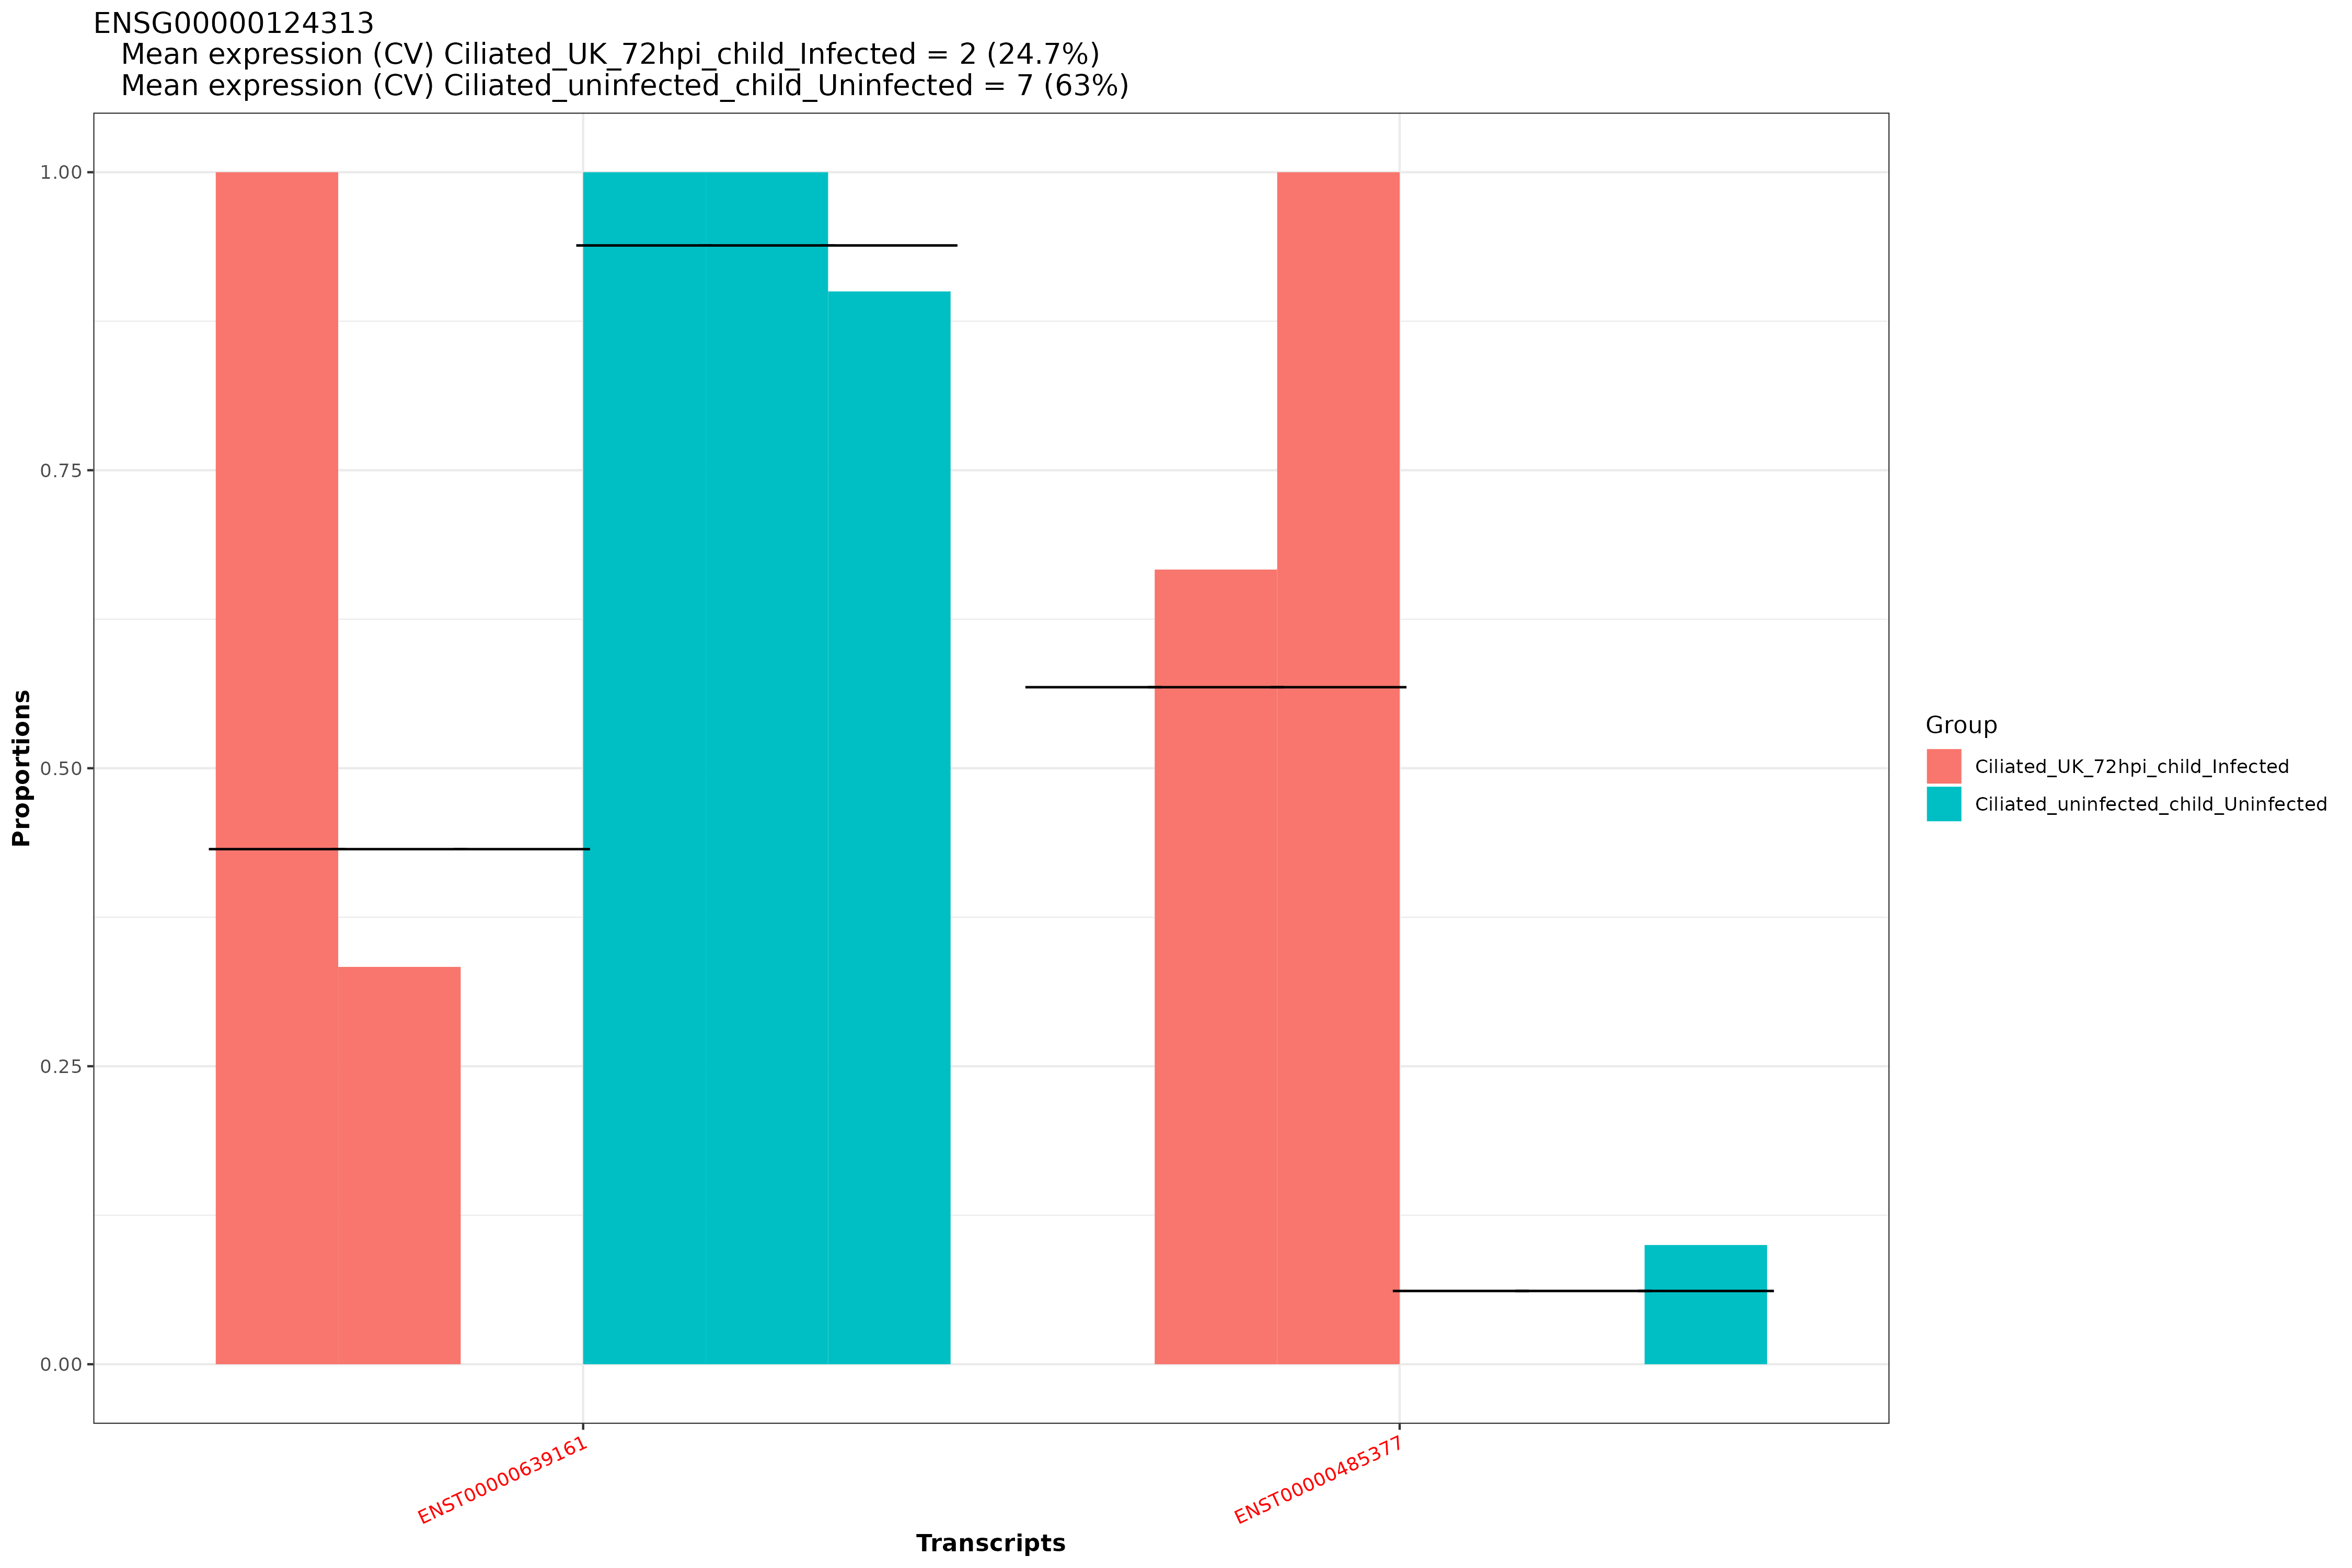 ENSG00000124313
Mean expression (CV) Ciliated_UK_72hpi_child_Infected = 2 (24.7%)
Mean expression (CV) Ciliated_uninfected_child_Uninfected = 7 (63%)
1.00
0.75
0.50
0.25
0.00
Proportions
ENST0000639161
ENST00000485377
Transcripts
Group
Ciliated_UK_72hpi_child_Infected
Ciliated_uninfected_child_Uninfected